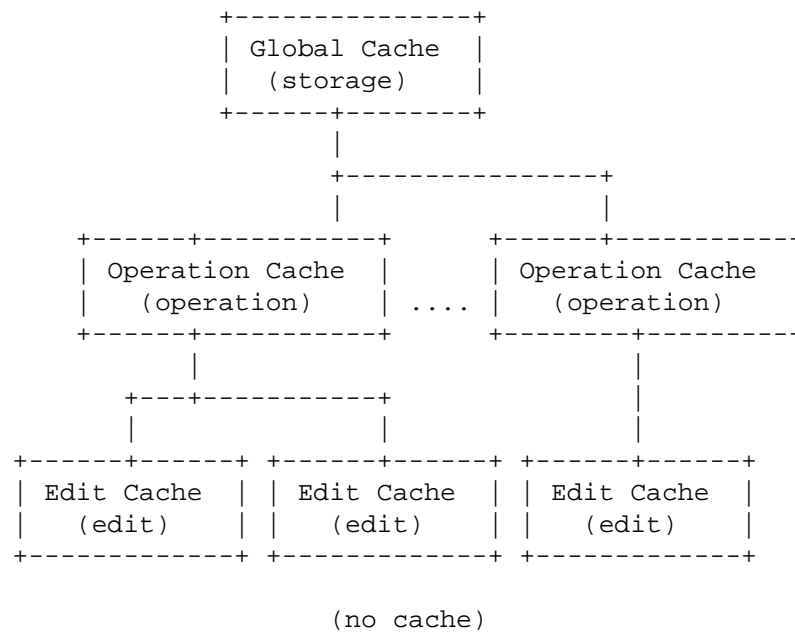 Global Cache
(storage)
Operation Cache Operation Cache
(operation) .... (operation)
Edit Cache Edit Cache Edit Cache
(edit) (edit) (edit)
(no cache)